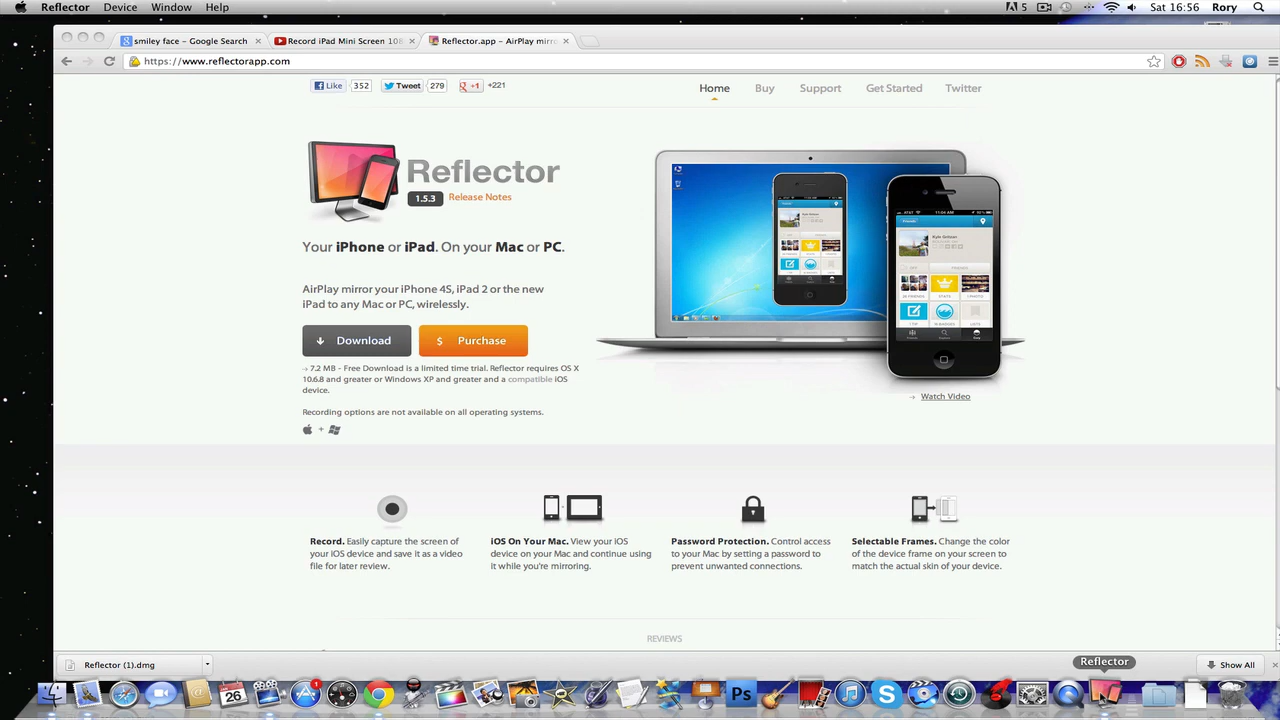 Reflector Device Window Help
5 Sat 16:56 Rory
smiley face – Google Search
Record iPad Mini Screen 108
Reflector.app – AirPlay mirro
https://www.reflectorapp.com
Like 352 Tweet 279 +1 +221
Home Buy Support Get Started Twitter
Reflector
1.5.3 Release Notes
Your iPhone or iPad. On your Mac or PC.
AirPlay mirror your iPhone 4S, iPad 2 or the new
iPad to any Mac or PC, wirelessly.
Download $ Purchase
→ 7.2 MB - Free Download is a limited time trial. Reflector requires OS X
10.6.8 and greater or Windows XP and greater and a compatible iOS
device.
Recording options are not available on all operating systems.
+
→ Watch Video
Record. Easily capture the screen of
your iOS device and save it as a video
file for later review.
iOS On Your Mac. View your iOS
device on your Mac and continue using
it while you're mirroring.
Password Protection. Control access
to your Mac by setting a password to
prevent unwanted connections.
Selectable Frames. Change the color
of the device frame on your screen to
match the actual skin of your device.
REVIEWS
Reflector (1).dmg
Reflector
Show All
26
1
Ps